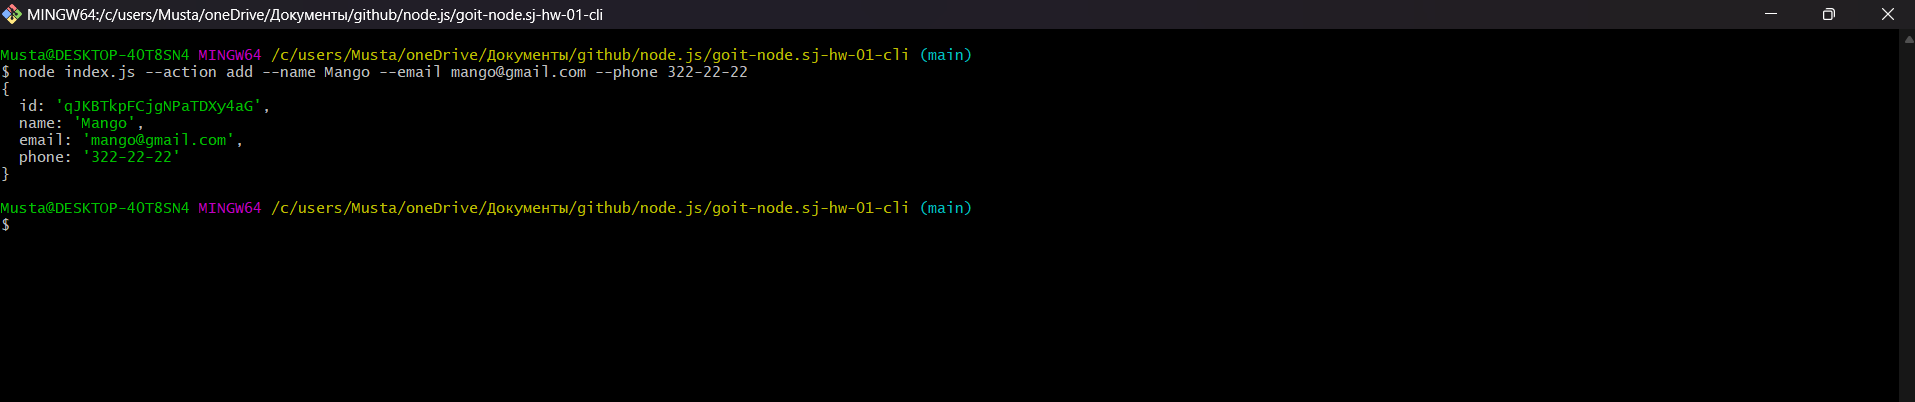 MINGW64:/c/users/Musta/oneDrive/Документы/github/node.js/goit-node.sj-hw-01-cli
Musta@DESKTOP-4OT8SN4 MINGW64 /c/users/Musta/oneDrive/Документы/github/node.js/goit-node.sj-hw-01-cli (main)
$ node index.js --action add --name Mango --email mango@gmail.com --phone 322-22-22
{
  id: 'qJKBTkpFCjgNPaTDXy4aG',
  name: 'Mango',
  email: 'mango@gmail.com',
  phone: '322-22-22'
}
Musta@DESKTOP-4OT8SN4 MINGW64 /c/users/Musta/oneDrive/Документы/github/node.js/goit-node.sj-hw-01-cli (main)
$